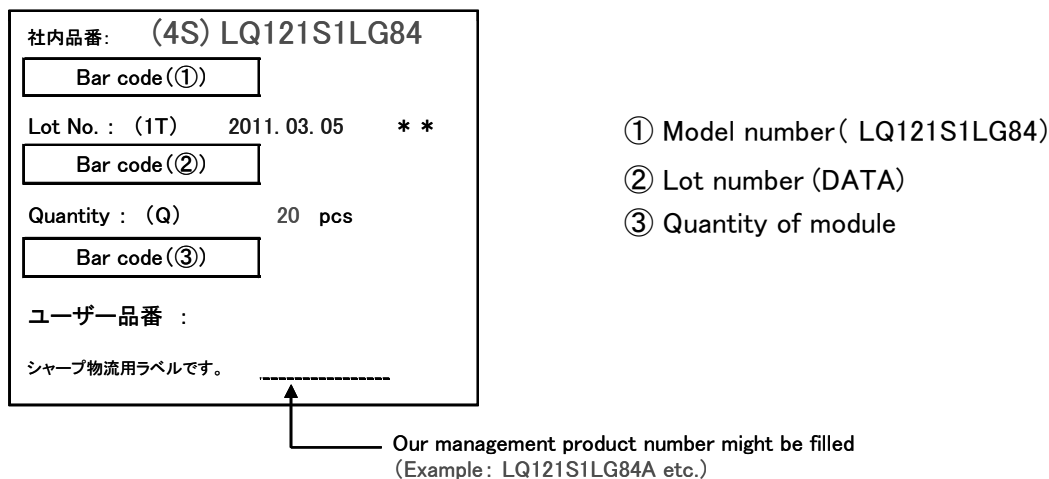 社内品番: (4S) LQ121S1LG84
Bar code(①)
Lot No. : (1T) 2011. 03. 05 * *
Bar code(②)
Quantity : (Q) 20 pcs
Bar code(③)
ユーザー品番 :
シャープ物流用ラベルです。
① Model number( LQ121S1LG84)
② Lot number (DATA)
③ Quantity of module
Our management product number might be filled
(Example: LQ121S1LG84A etc.)